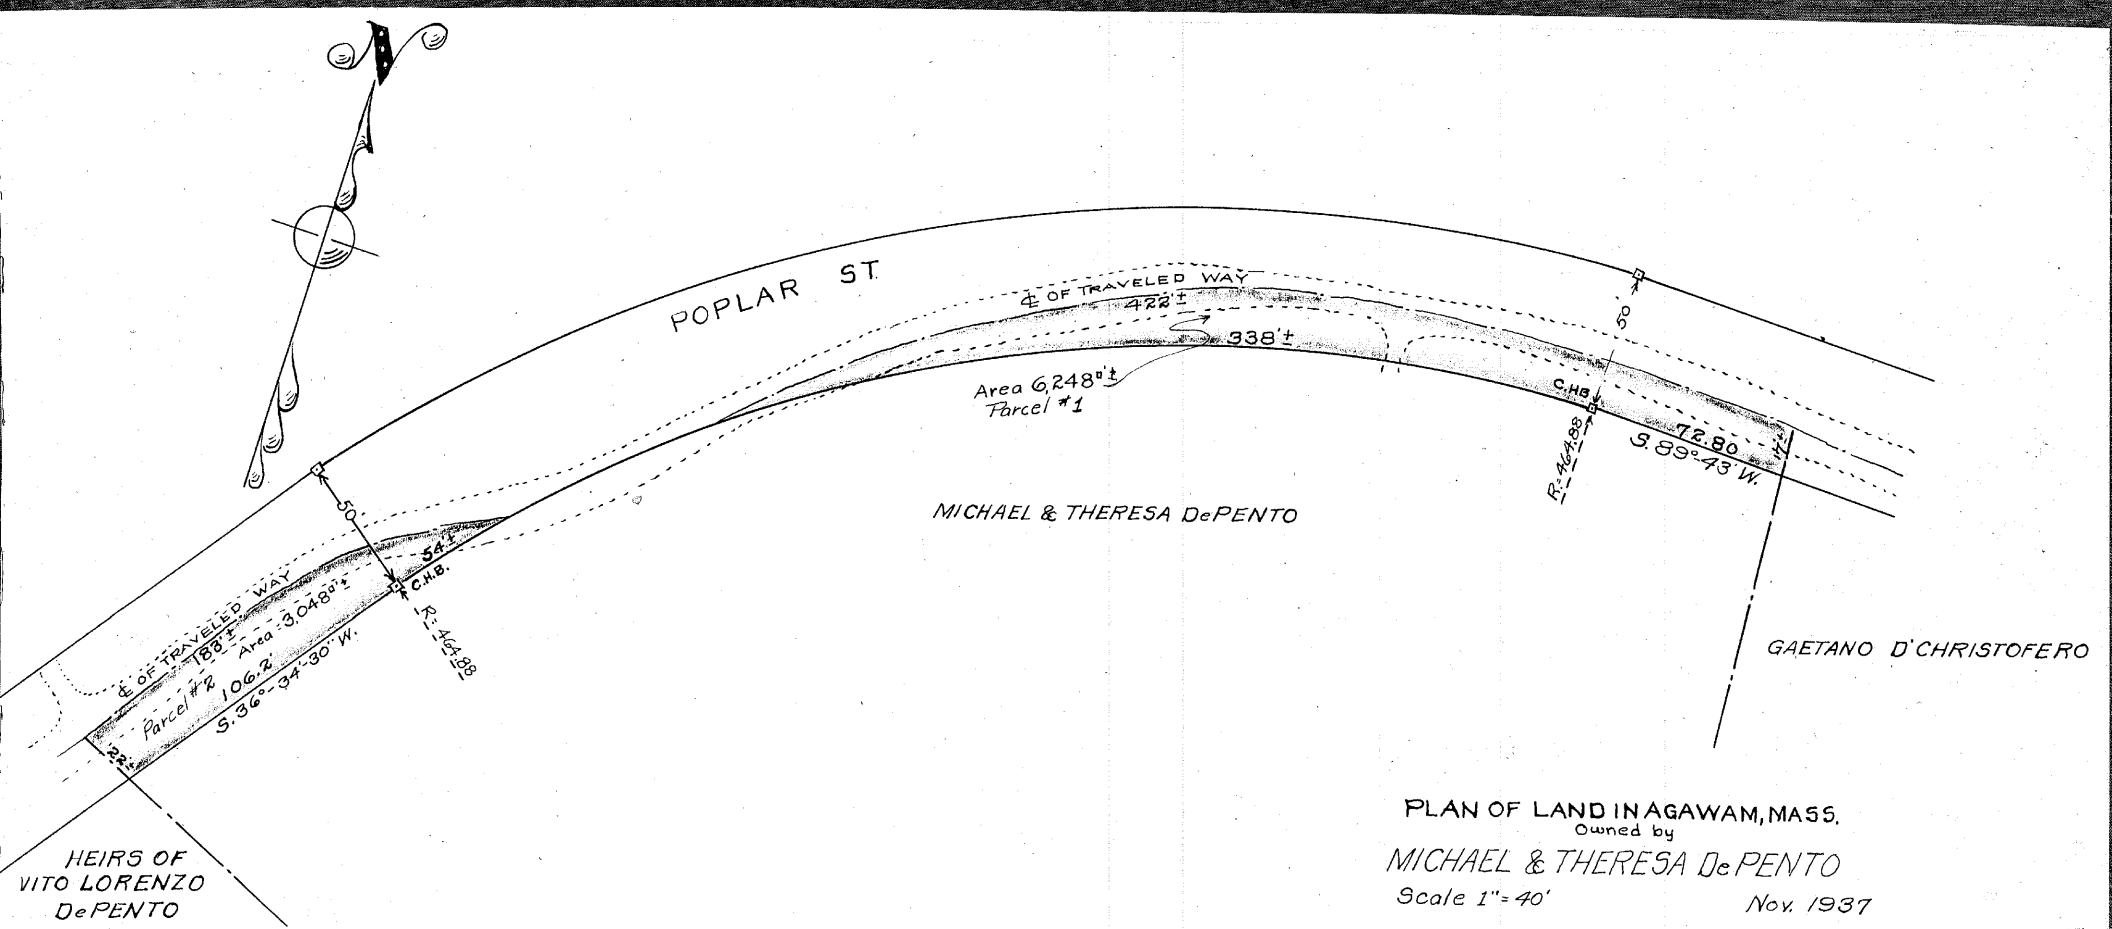 POPLAR ST.
℄ OF TRAVELED WAY
422'±
338'±
Area 6,248□'±
Parcel #1
50'
C.H.B.
R=464.88
72.80
S.89°-43'W.
17'±
MICHAEL & THERESA DePENTO
50'
54'±
C.H.B.
R=464.88
℄ OF TRAVELED WAY
183'±
Area=3,048□'±
Parcel #2
106.2'
S.36°-34'-30"W.
22'±
GAETANO D'CHRISTOFERO
HEIRS OF
VITO LORENZO
DePENTO
PLAN OF LAND IN AGAWAM, MASS.
Owned by
MICHAEL & THERESA DePENTO
Scale 1"=40'
Nov. 1937